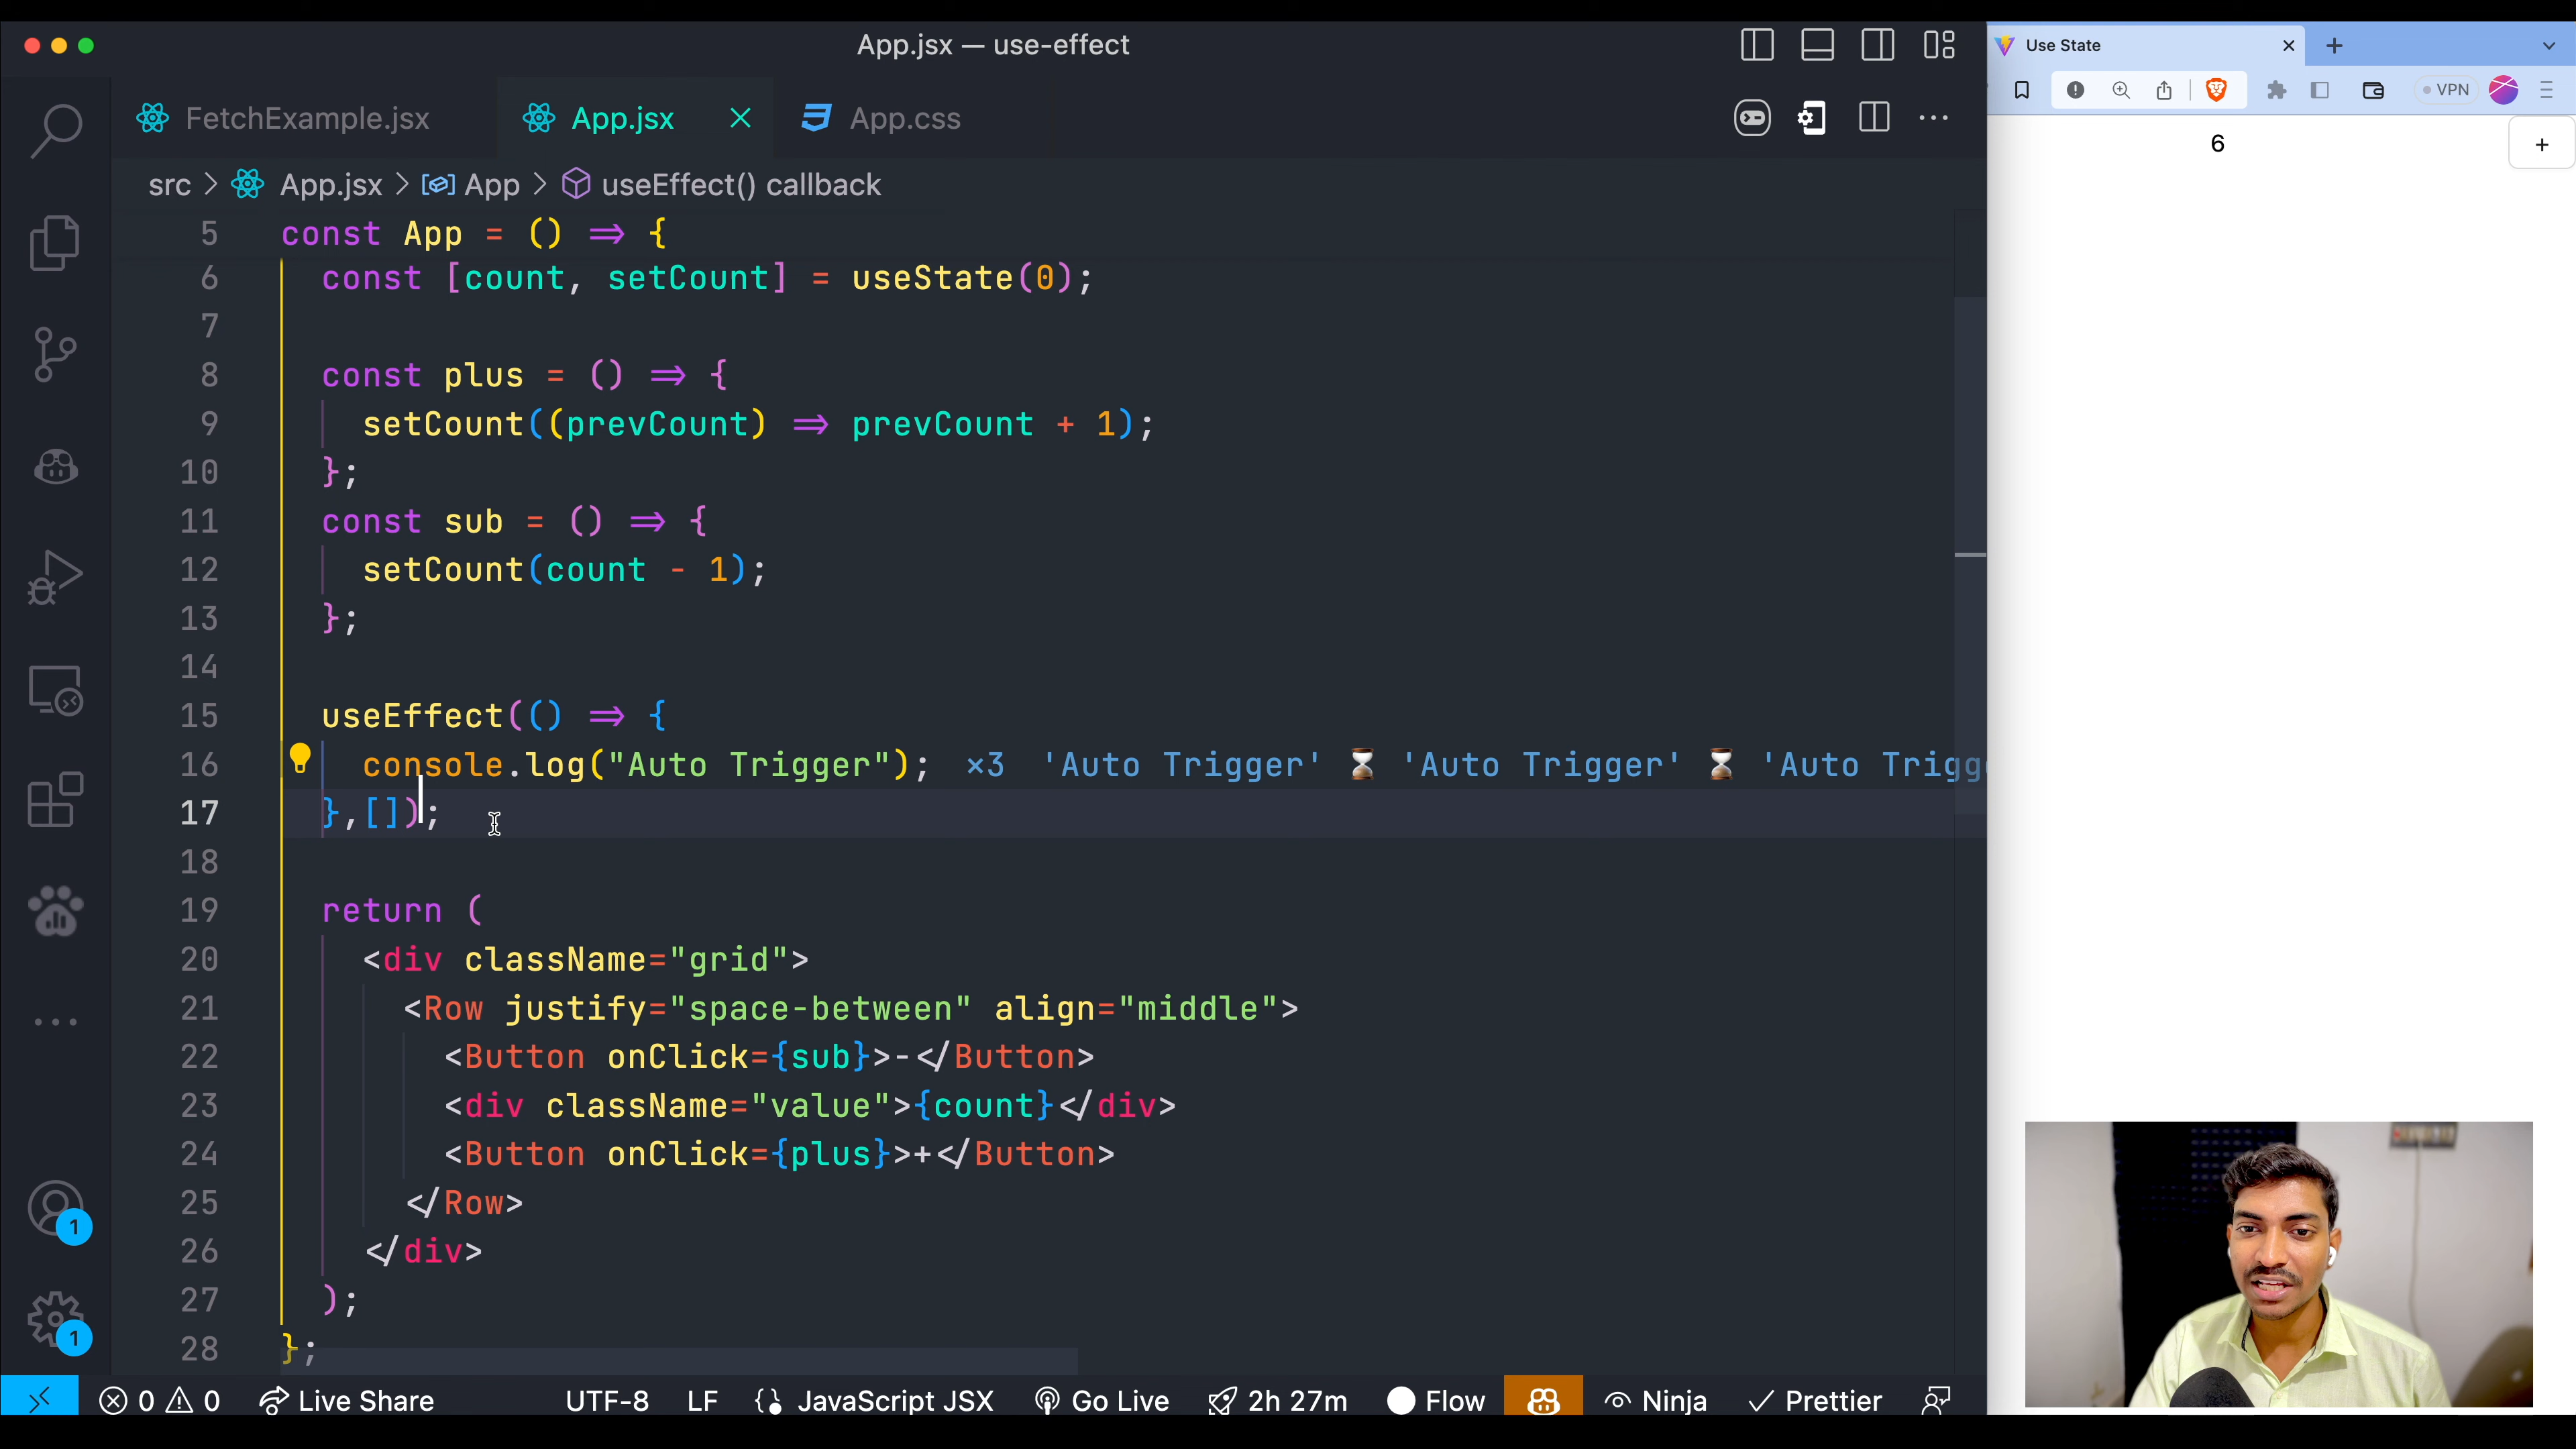 App.jsx — use-effect
Use State
VPN
FetchExample.jsx
App.jsx
App.css
src > App.jsx > App > useEffect() callback
6
+
5 const App = () => {
6 const [count, setCount] = useState(0);
7
8 const plus = () => {
9 setCount((prevCount) => prevCount + 1);
10 };
11 const sub = () => {
12 setCount(count - 1);
13 };
14
15 useEffect(() => {
16 console.log("Auto Trigger"); ×3 'Auto Trigger' ⏳ 'Auto Trigger' ⏳ 'Auto Trigg
17 },[]);
18
19 return (
20 <div className="grid">
21 <Row justify="space-between" align="middle">
22 <Button onClick={sub}>-</Button>
23 <div className="value">{count}</div>
24 <Button onClick={plus}>+</Button>
25 </Row>
26 </div>
27 );
28 };
1
1
0 0 Live Share UTF-8 LF JavaScript JSX Go Live 2h 27m Flow Ninja Prettier